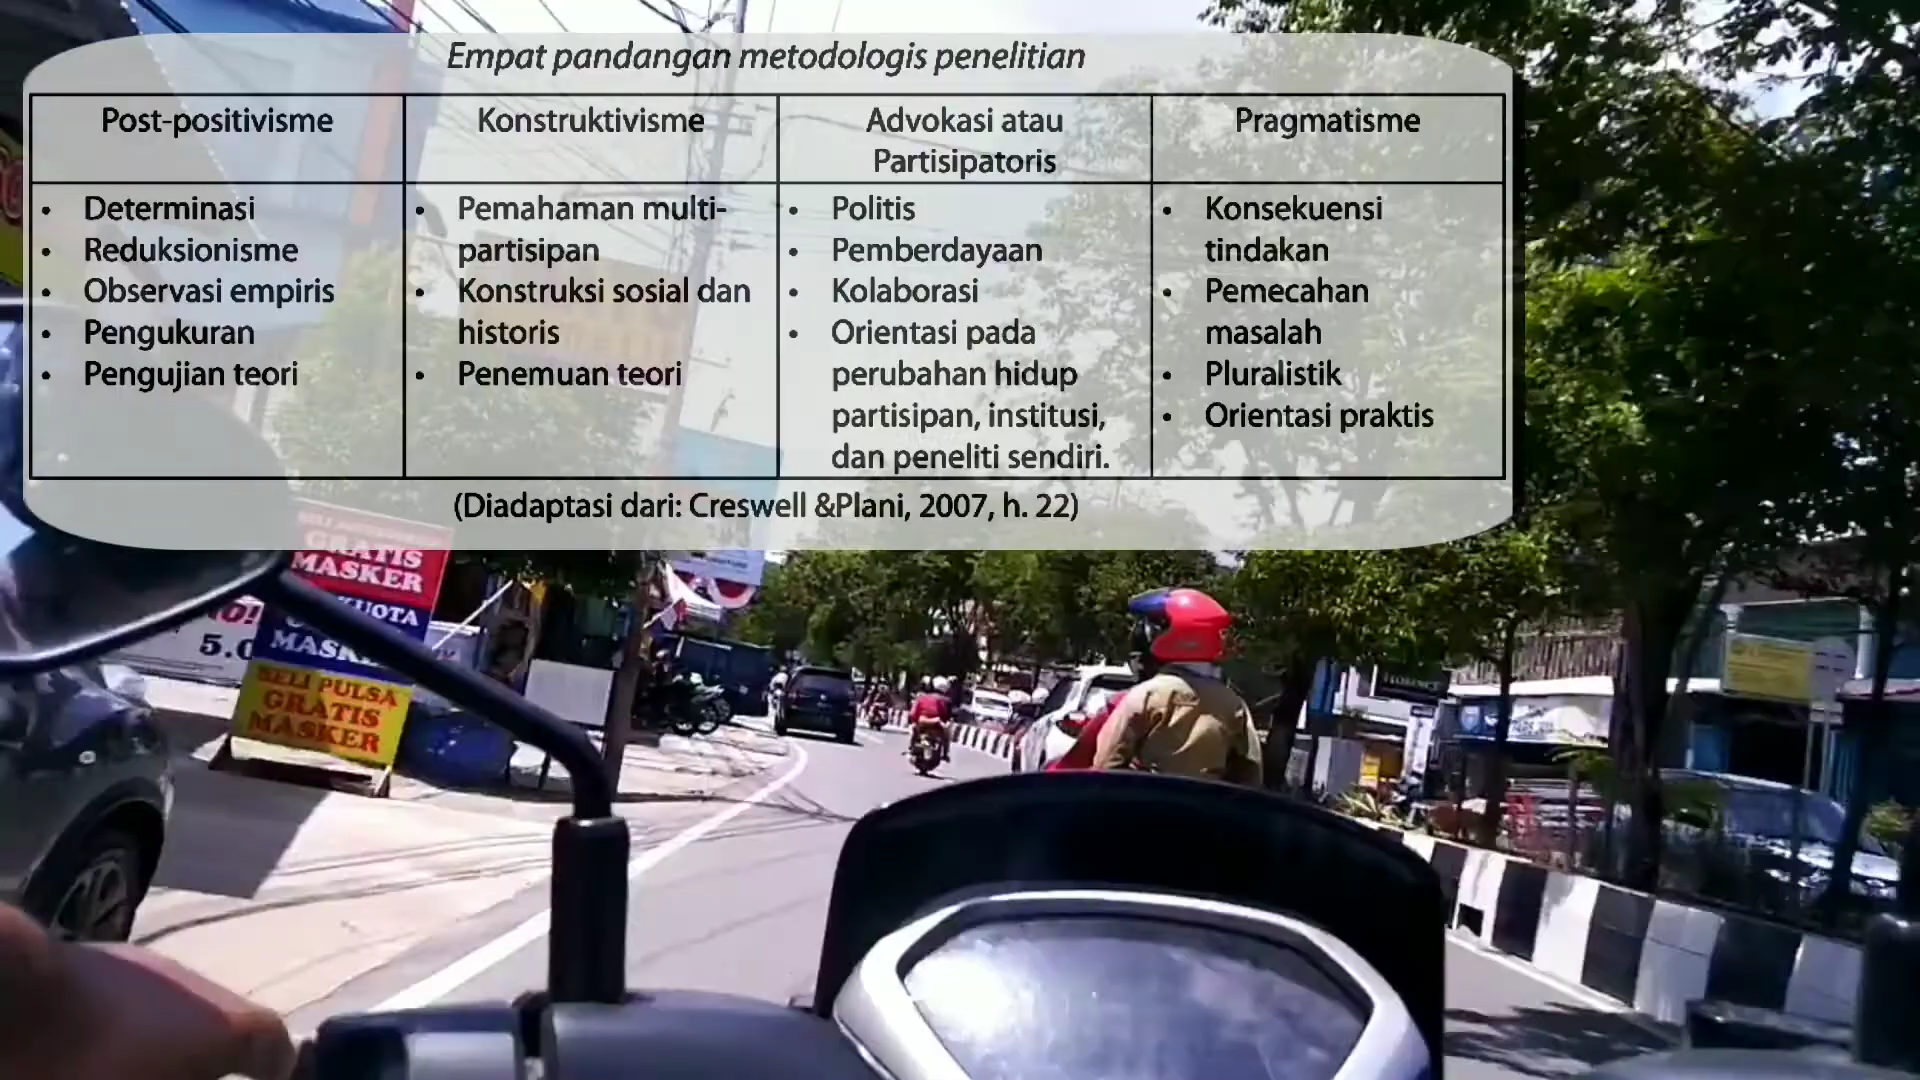 Empat pandangan metodologis penelitian
Post-positivisme
Konstruktivisme
Advokasi atau
Partisipatoris
Pragmatisme
• Determinasi
• Reduksionisme
• Observasi empiris
• Pengukuran
• Pengujian teori
• Pemahaman multi-
partisipan
• Konstruksi sosial dan
historis
• Penemuan teori
• Politis
• Pemberdayaan
• Kolaborasi
• Orientasi pada
perubahan hidup
partisipan, institusi,
dan peneliti sendiri.
• Konsekuensi
tindakan
• Pemecahan
masalah
• Pluralistik
• Orientasi praktis
(Diadaptasi dari: Creswell &Plani, 2007, h. 22)
GRATIS
MASKER
KUOTA
BELI PULSA
GRATIS
MASKER
FLORENCE